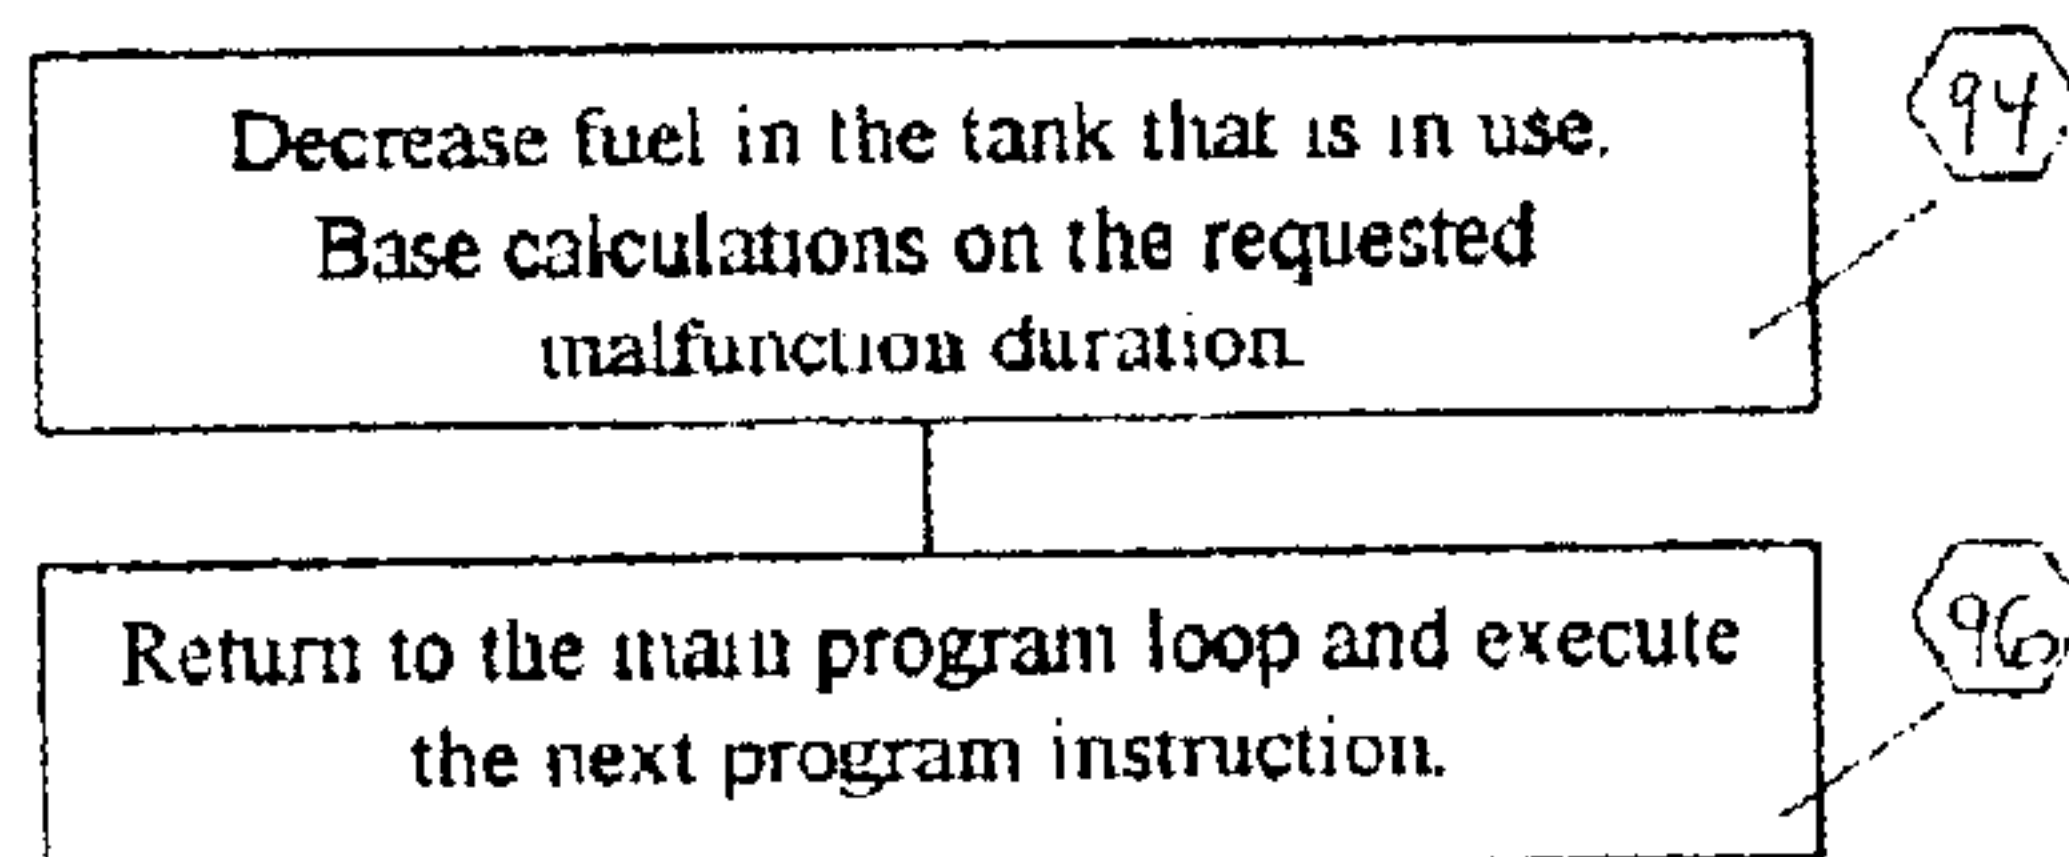 Decrease fuel in the tank that is in use.
94
Base calculations on the requested
malfunction duration.
Return to the main program loop and execute
96
the next program instruction.